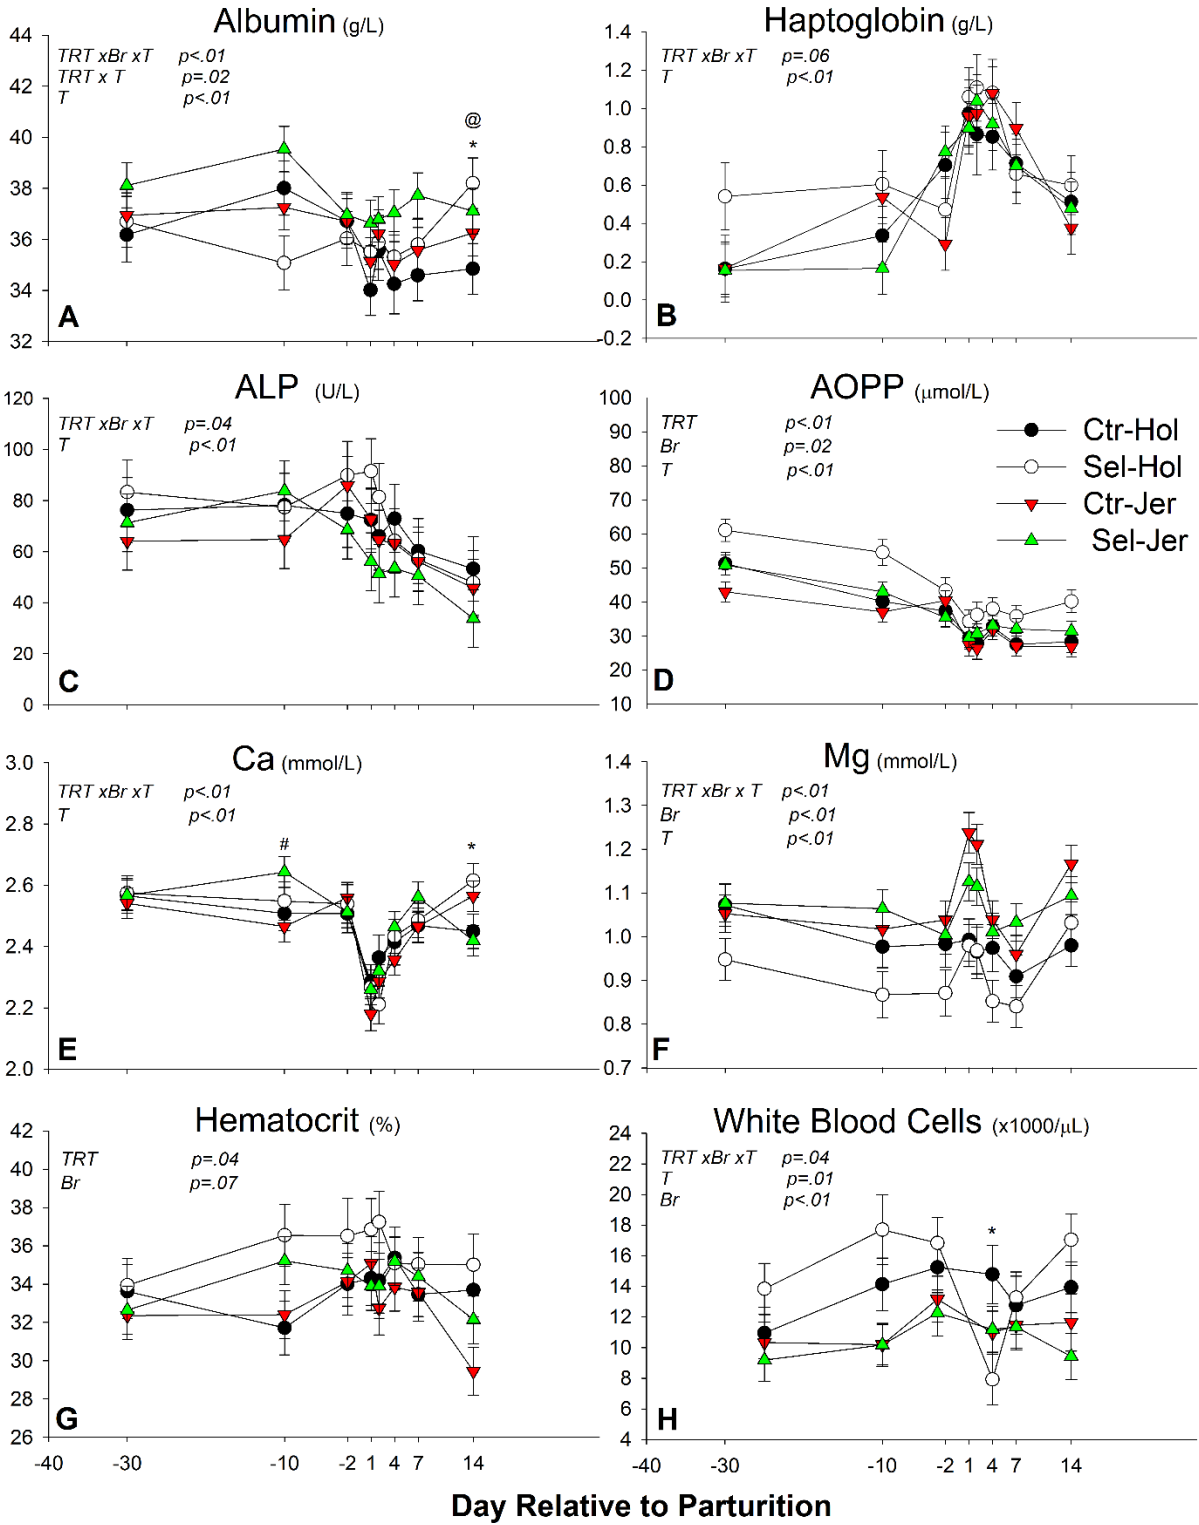 Albumin (g/L)
44
42
40
38
36
34
32
TRT xBr xT p<.01
TRT x T p=.02
T p<.01
@
*
A
Haptoglobin (g/L)
1.4
1.2
1.0
0.8
0.6
0.4
0.2
0.0
-0.2
TRT xBr xT p=.06
T p<.01
B
ALP (U/L)
120
100
80
60
40
20
0
TRT xBr xT p=.04
T p<.01
C
AOPP (μmol/L)
100
90
80
70
60
50
40
30
20
10
TRT p<.01
Br p=.02
T p<.01
Ctr-Hol
Sel-Hol
Ctr-Jer
Sel-Jer
D
Ca (mmol/L)
3.0
2.8
2.6
2.4
2.2
2.0
TRT xBr xT p<.01
T p<.01
#
*
E
Mg (mmol/L)
1.4
1.3
1.2
1.1
1.0
0.9
0.8
0.7
TRT xBr x T p<.01
Br p<.01
T p<.01
F
Hematocrit (%)
42
40
38
36
34
32
30
28
26
TRT p=.04
Br p=.07
G
-40 -30 -10 -2 1 4 7 14
White Blood Cells (x1000/μL)
24
22
20
18
16
14
12
10
8
6
4
TRT xBr xT p=.04
T p=.01
Br p<.01
*
H
-40 -30 -10 -2 1 4 7 14
Day Relative to Parturition